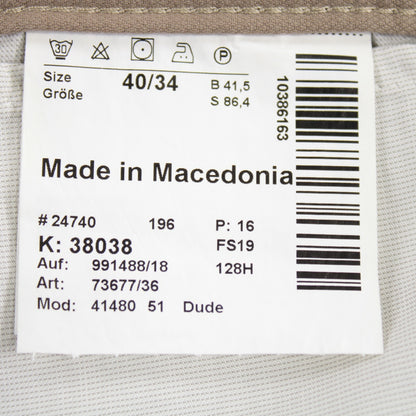 30 P
Size 40/34 B 41,5
Größe S 86,4
10386163
Made in Macedonia
# 24740 196 P: 16
K: 38038 FS19
Auf: 991488/18 128H
Art: 73677/36
Mod: 41480 51 Dude